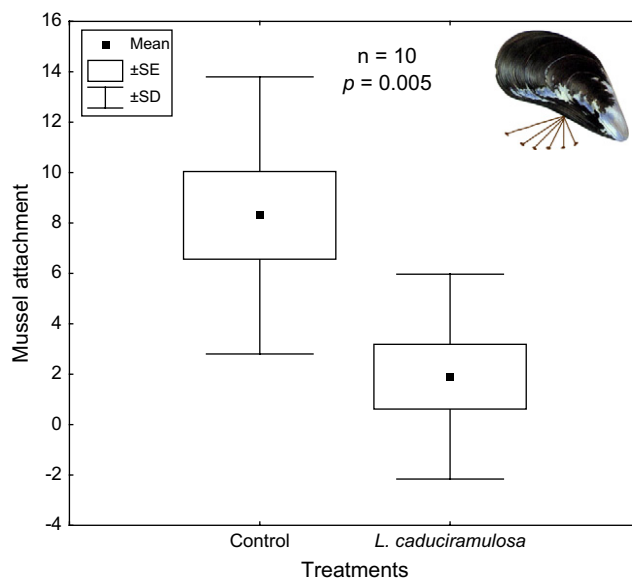 16
14
12
10
8
6
4
2
0
-2
-4
Mussel attachment
Mean
±SE
±SD
n = 10
p = 0.005
Control
L. caduciramulosa
Treatments